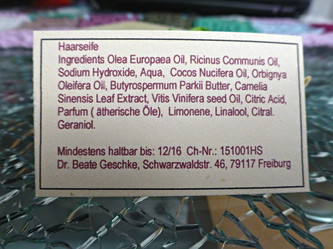 Haarseife
Ingredients Olea Europaea Oil, Ricinus Communis Oil,
Sodium Hydroxide, Aqua, Cocos Nucifera Oil, Orbignya
Oleifera Oii, Butyrospermum Parkii Butter, Camelia
Sinensis Leaf Extract, Vitis Vinifera seed Oil, Citric Acid,
Parfum ( ätherische Öle), Limonene, Linalool, Citral.
Geraniol.
Mindestens haltbar bis: 12/16 Ch-Nr.: 151001HS
Dr. Beate Geschke, Schwarzwaldstr. 46, 79117 Freiburg